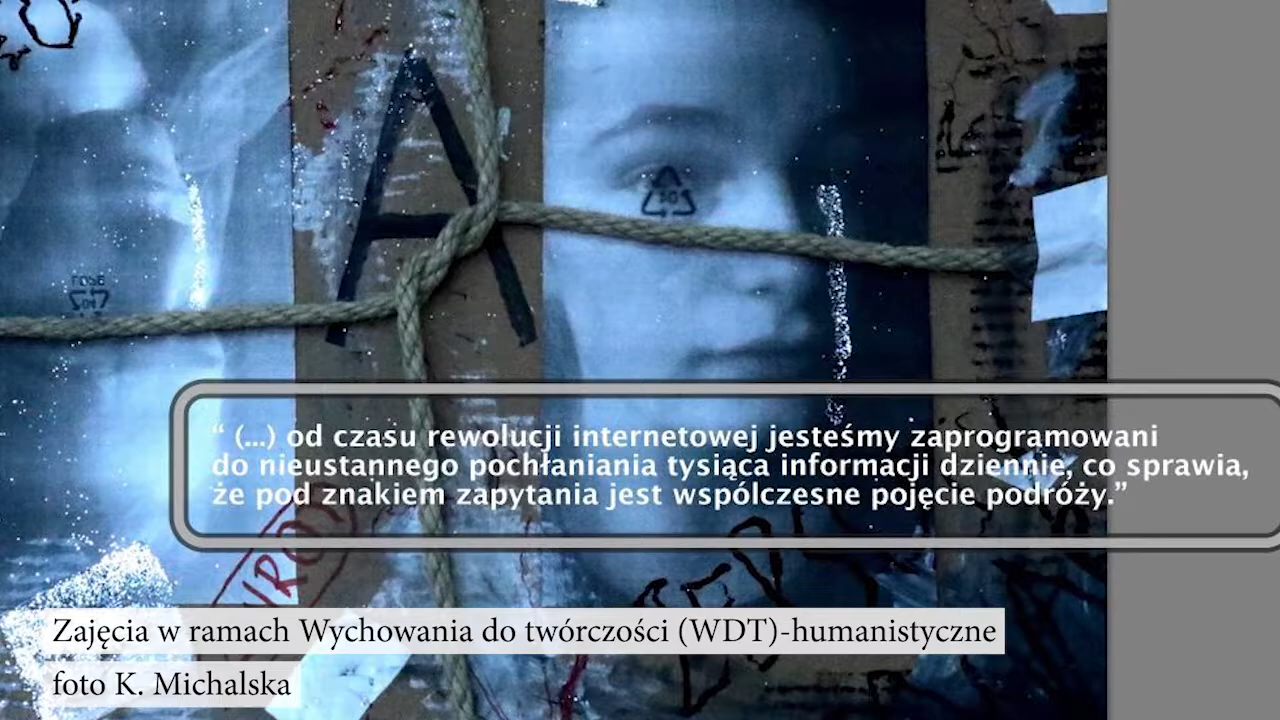 A
“ (...) od czasu rewolucji internetowej jesteśmy zaprogramowani
do nieustannego pochłaniania tysiąca informacji dziennie, co sprawia,
że pod znakiem zapytania jest wspólczesne pojęcie podróży.”
Zajęcia w ramach Wychowania do twórczości (WDT)-humanistyczne
foto K. Michalska